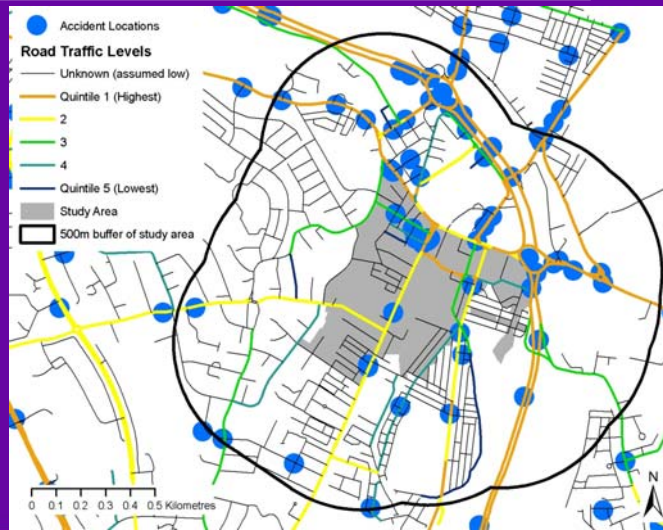 Accident Locations
Road Traffic Levels
Unknown (assumed low)
Quintile 1 (Highest)
2
3
4
Quintile 5 (Lowest)
Study Area
500m buffer of study area
0 0.1 0.2 0.3 0.4 0.5 Kilometres
N